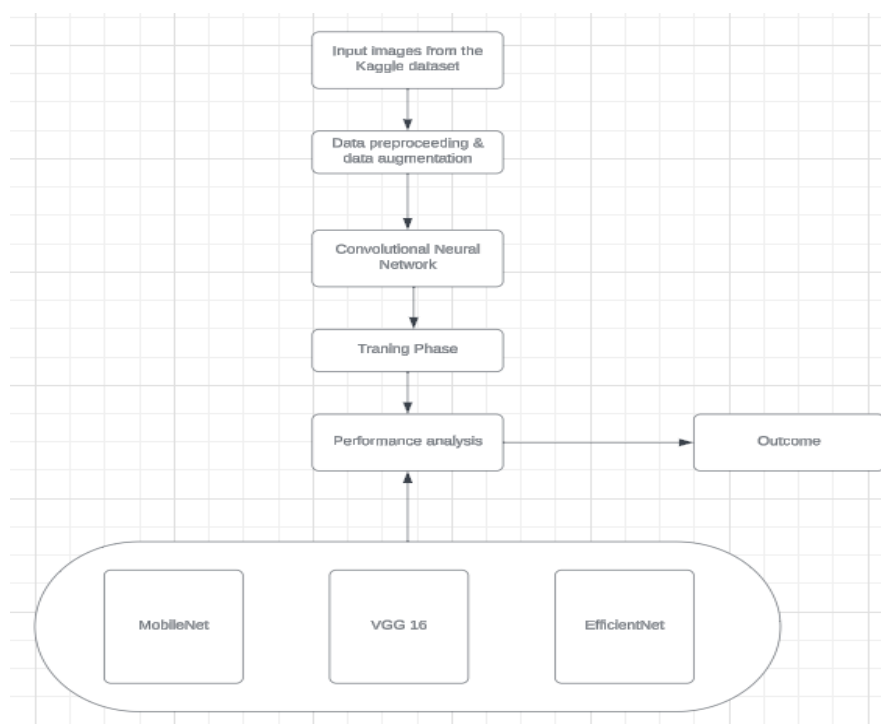 Input images from the
Kaggle dataset
Data preproceeding &
data augmentation
Convolutional Neural
Network
Traning Phase
Performance analysis
Outcome
MobileNet
VGG 16
EfficientNet